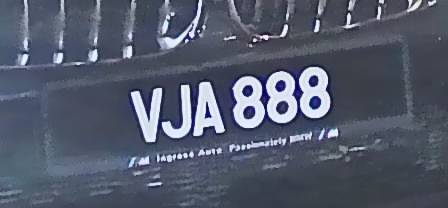 VJA 888
Ingress Auto Passionately BMW